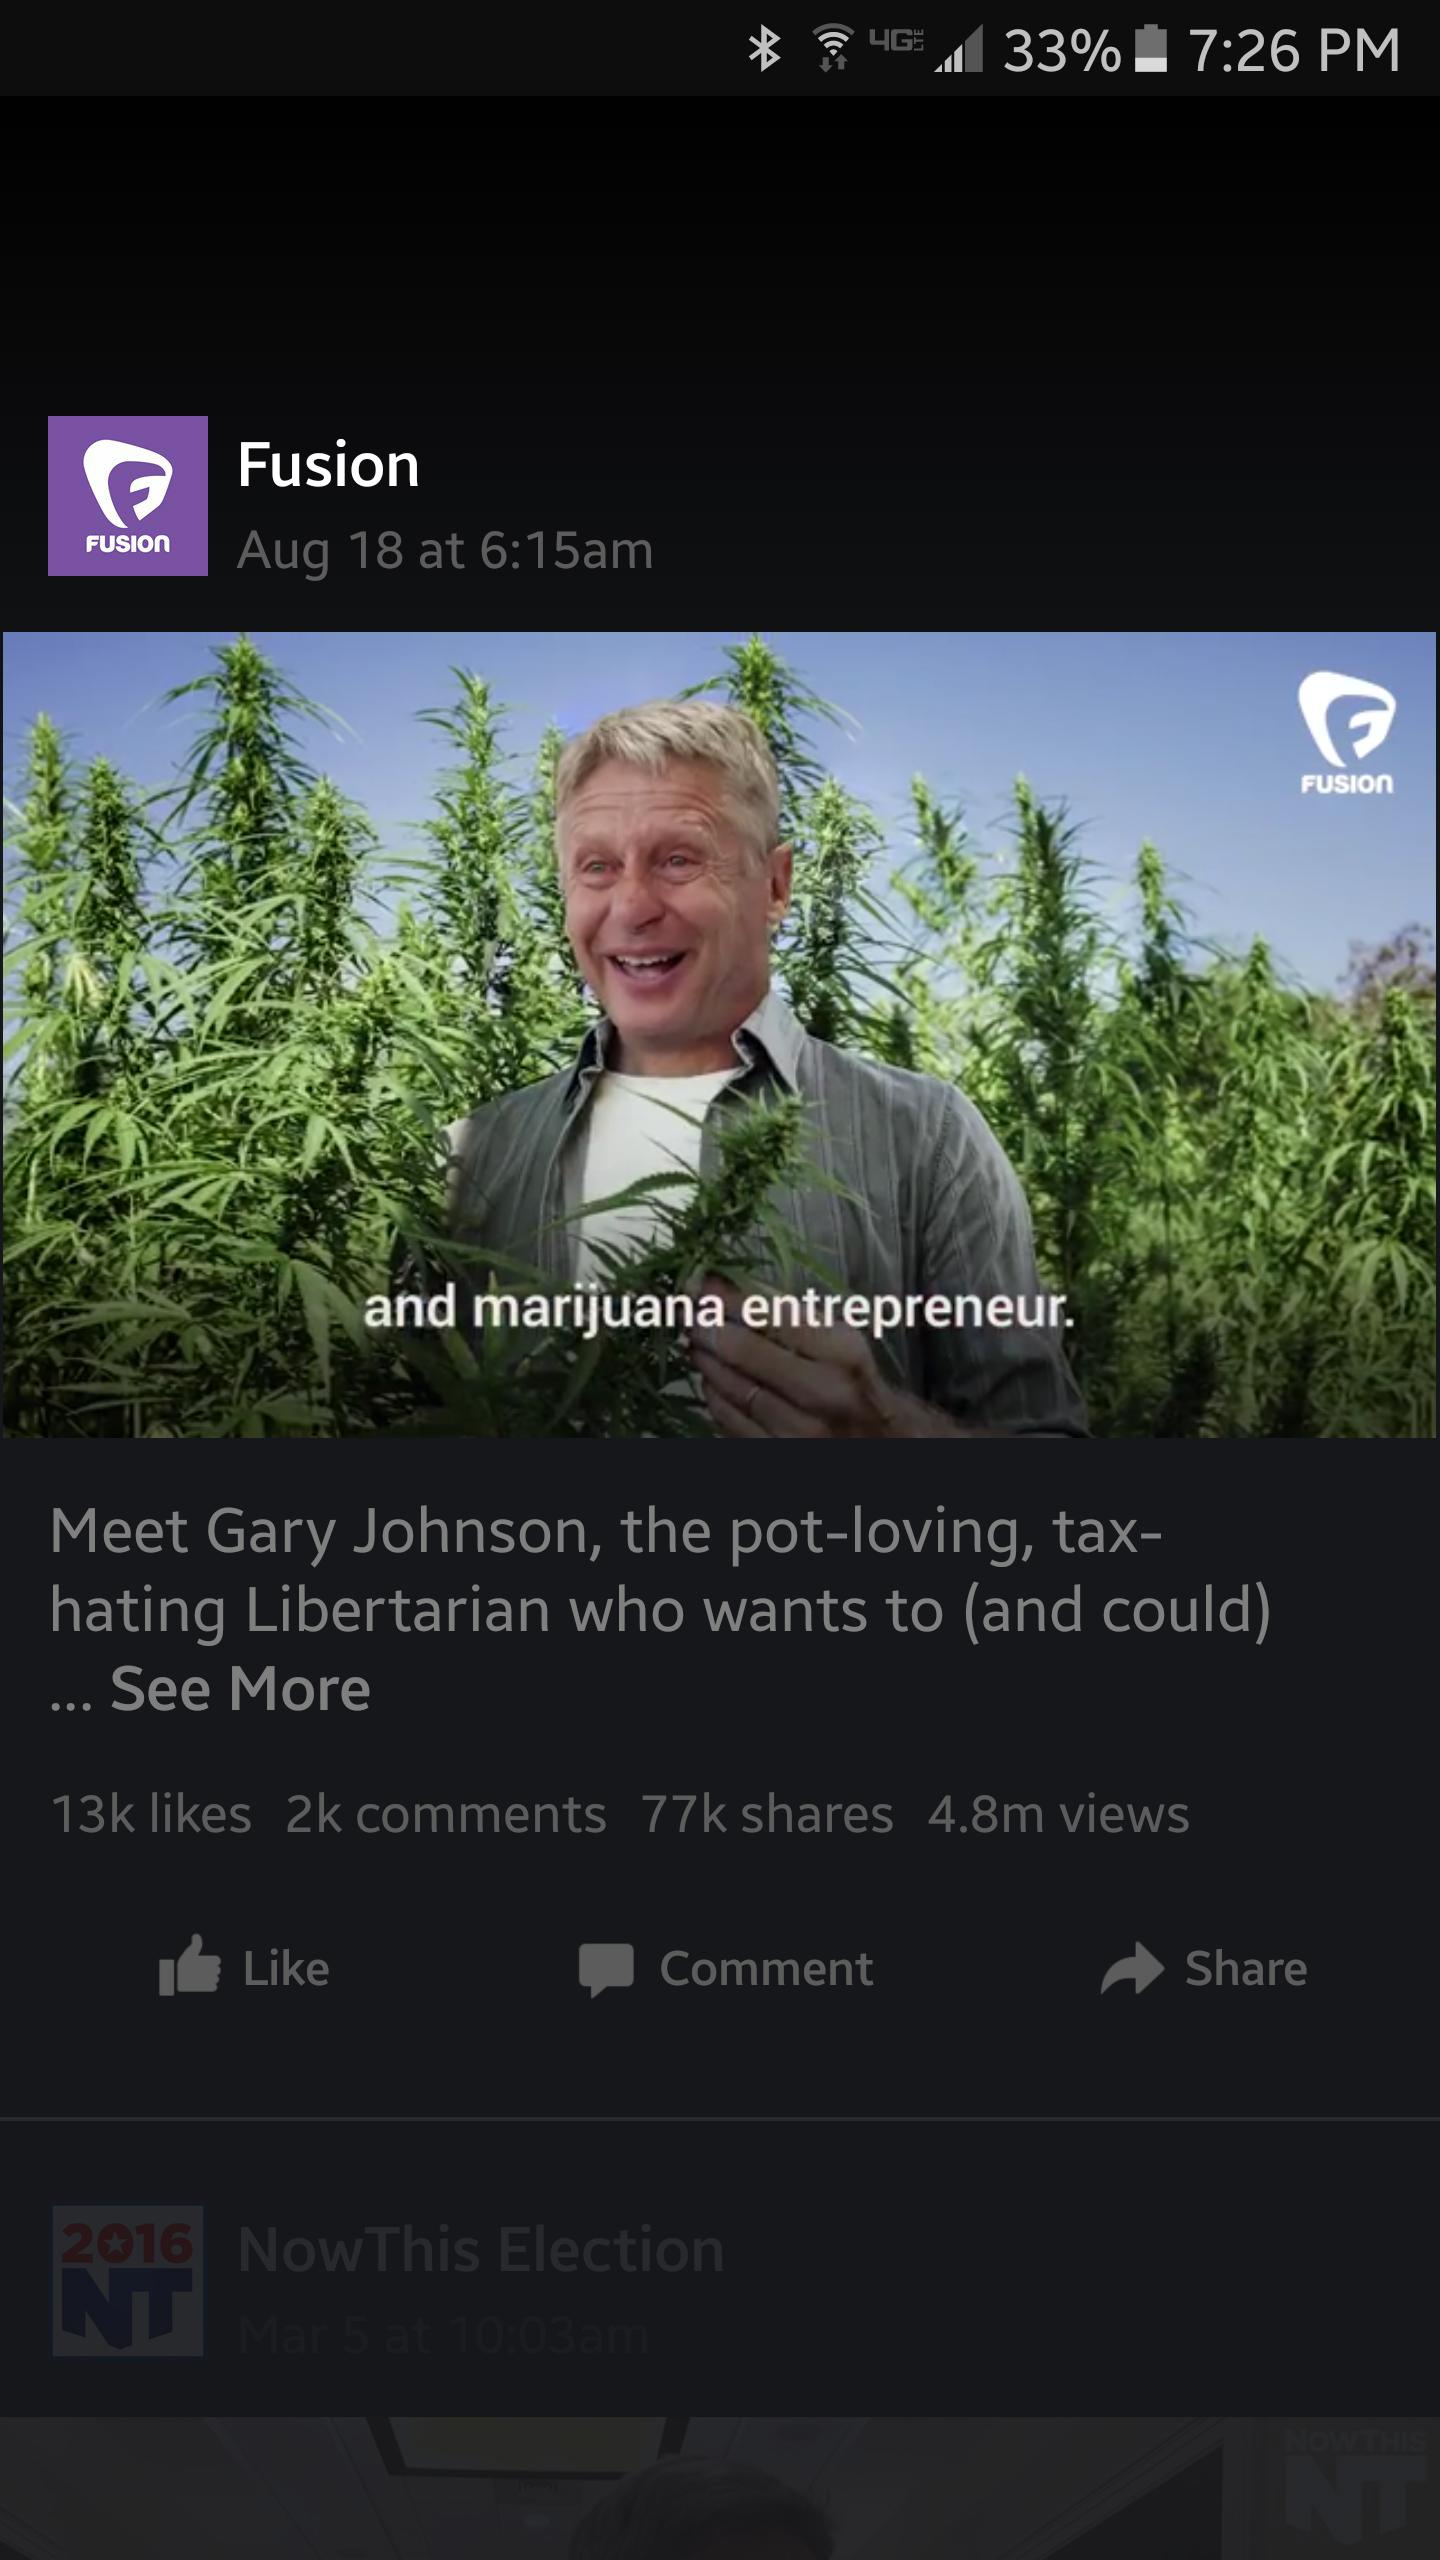 4G LTE 33% 7:26 PM
Fusion
FUSION
Aug 18 at 6:15am
FUSION
and marijuana entrepreneur.
Meet Gary Johnson, the pot-loving, tax-
hating Libertarian who wants to (and could)
... See More
13k likes 2k comments 77k shares 4.8m views
Like Comment Share
2016
NT
NowThis Election
Mar 5 at 10:03am
NOWTHIS
NT